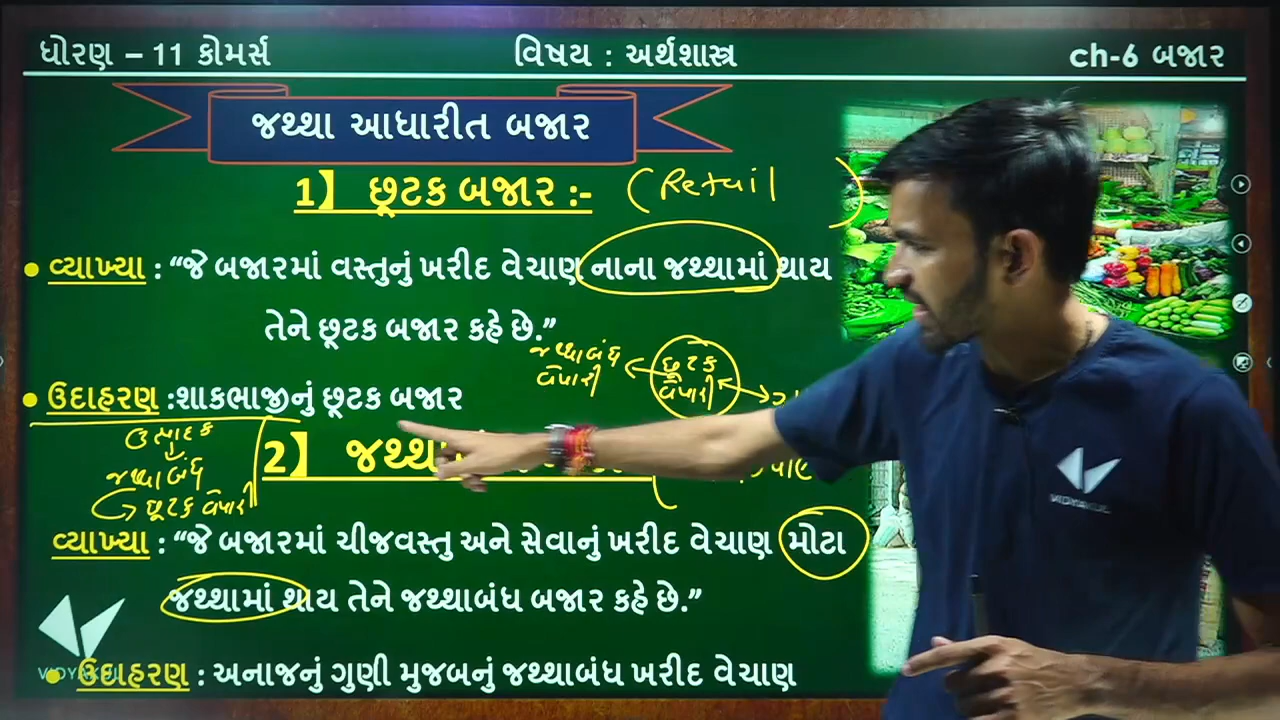 ધોરણ – 11 કોમર્સ વિષય : અર્થશાસ્ત્ર ch-6 બજાર
જથ્થા આધારીત બજાર
1】 છૂટક બજાર :- (Retail )
• વ્યાખ્યા : “જે બજારમાં વસ્તુનું ખરીદ વેચાણ નાના જથ્થામાં થાય
તેને છૂટક બજાર કહે છે.”
જથ્થાબંધ વેપારી
છૂટક વેપારી
• ઉદાહરણ :શાકભાજીનું છૂટક બજાર
ઉત્પાદક
જથ્થાબંધ
છૂટક વેપારી
2】
વ્યાખ્યા : “જે બજારમાં ચીજવસ્તુ અને સેવાનું ખરીદ વેચાણ મોટા
જથ્થામાં થાય તેને જથ્થાબંધ બજાર કહે છે.”
• ઉદાહરણ : અનાજનું ગુણી મુજબનું જથ્થાબંધ ખરીદ વેચાણ
VIDYAKUL
VIDYAKUL